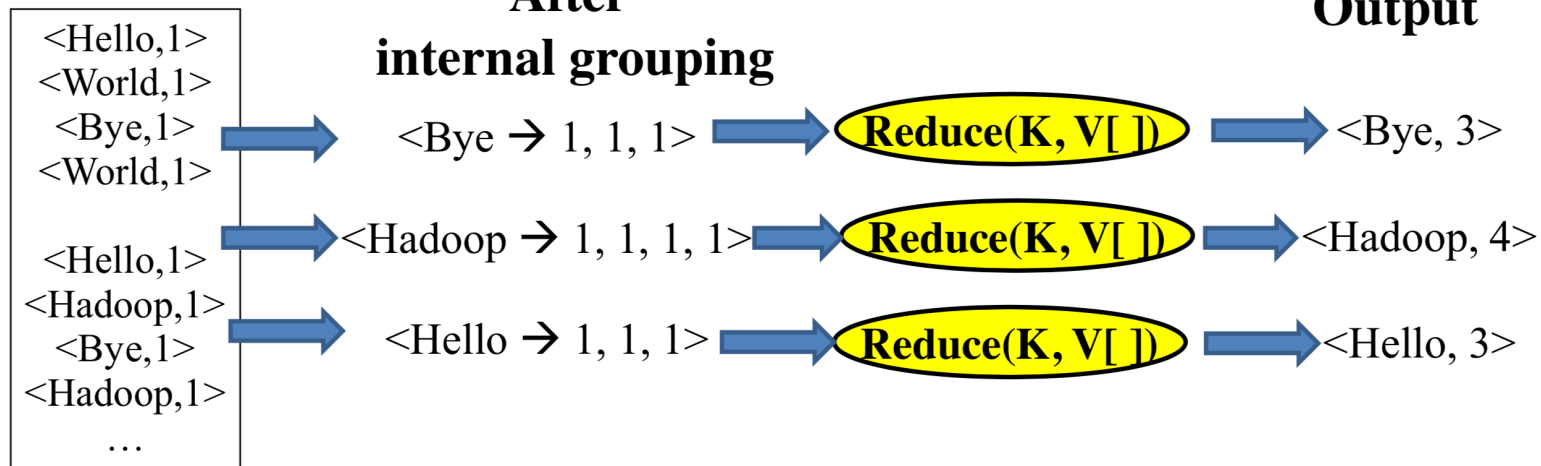 After
internal grouping
Output
<Hello,1>
<World,1>
<Bye,1>
<World,1>
<Hello,1>
<Hadoop,1>
<Bye,1>
<Hadoop,1>
…
<Bye → 1, 1, 1>
Reduce(K, V[ ])
<Bye, 3>
<Hadoop → 1, 1, 1, 1>
Reduce(K, V[ ])
<Hadoop, 4>
<Hello → 1, 1, 1>
Reduce(K, V[ ])
<Hello, 3>